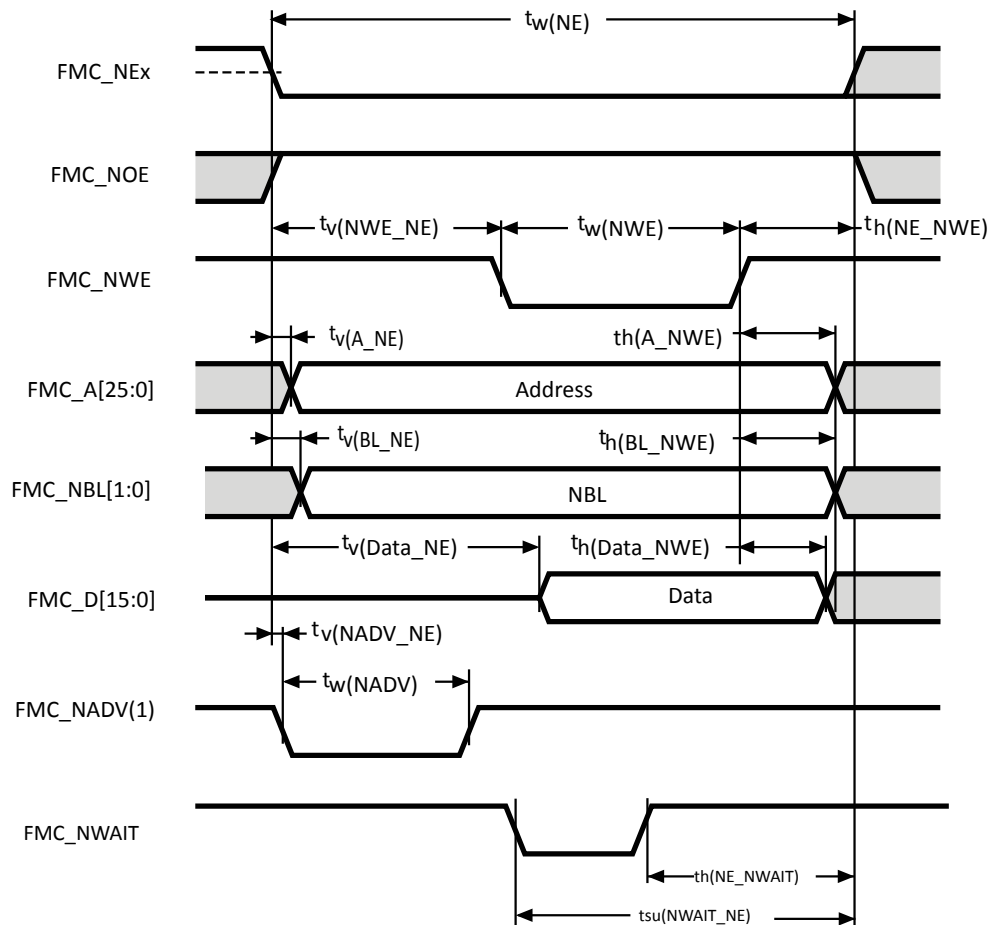 tw(NE)
FMC_NEx
FMC_NOE
tv(NWE_NE)
tw(NWE)
th(NE_NWE)
FMC_NWE
tv(A_NE)
th(A_NWE)
FMC_A[25:0]
Address
tv(BL_NE)
th(BL_NWE)
FMC_NBL[1:0]
NBL
tv(Data_NE)
th(Data_NWE)
FMC_D[15:0]
Data
tv(NADV_NE)
tw(NADV)
FMC_NADV(1)
FMC_NWAIT
th(NE_NWAIT)
tsu(NWAIT_NE)